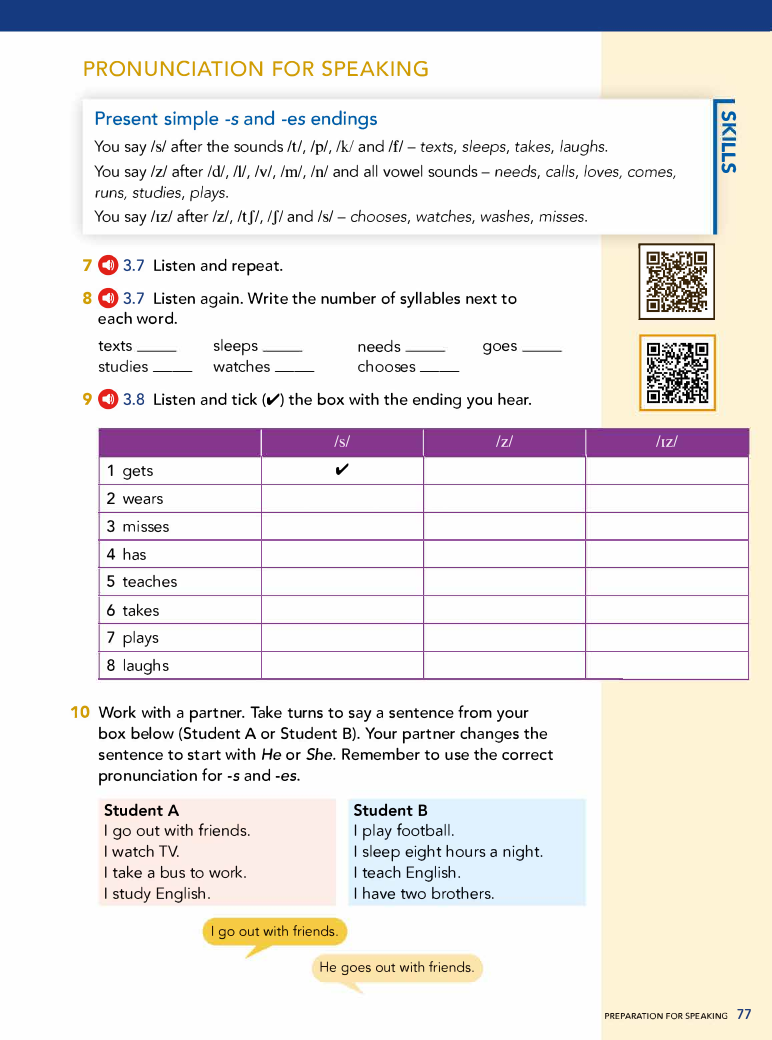 PRONUNCIATION FOR SPEAKING
SKILLS
Present simple -s and -es endings
You say /s/ after the sounds /t/, /p/, /k/ and /f/ – texts, sleeps, takes, laughs.
You say /z/ after /d/, /l/, /v/, /m/, /n/ and all vowel sounds – needs, calls, loves, comes,
runs, studies, plays.
You say /ɪz/ after /z/, /tʃ/, /ʃ/ and /s/ – chooses, watches, washes, misses.
7 3.7 Listen and repeat.
8 3.7 Listen again. Write the number of syllables next to
each word.
texts _____ sleeps _____ needs _____ goes _____
studies _____ watches _____ chooses _____
9 3.8 Listen and tick (✔) the box with the ending you hear.
/s/ /z/ /ɪz/
1 gets ✔
2 wears
3 misses
4 has
5 teaches
6 takes
7 plays
8 laughs
10 Work with a partner. Take turns to say a sentence from your
box below (Student A or Student B). Your partner changes the
sentence to start with He or She. Remember to use the correct
pronunciation for -s and -es.
Student A
I go out with friends.
I watch TV.
I take a bus to work.
I study English.
Student B
I play football.
I sleep eight hours a night.
I teach English.
I have two brothers.
I go out with friends.
He goes out with friends.
PREPARATION FOR SPEAKING 77